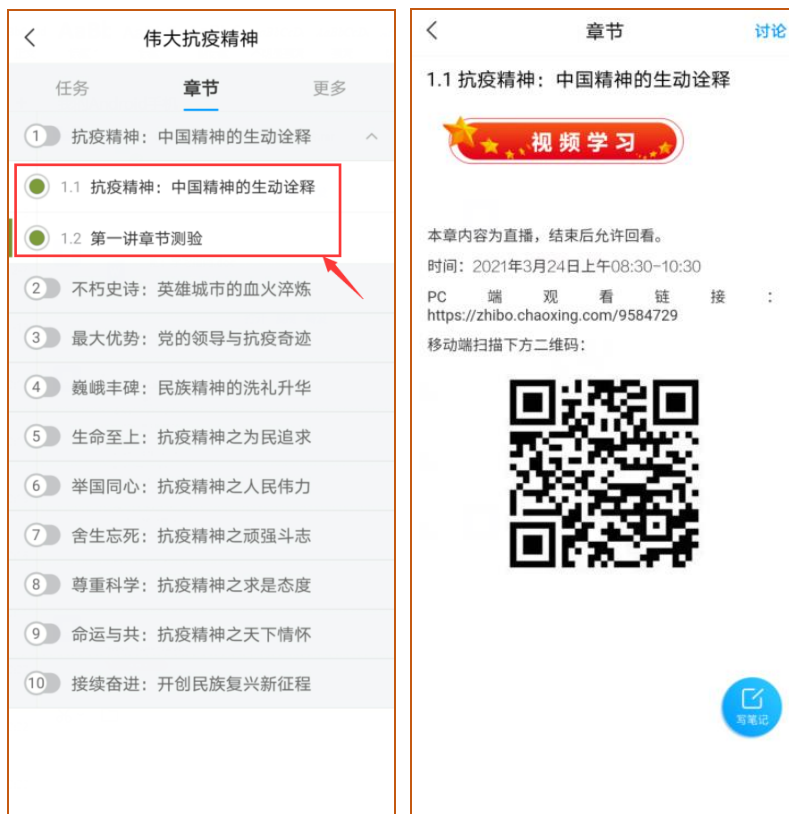 伟大抗疫精神
任务 章节 更多
1 抗疫精神：中国精神的生动诠释
1.1 抗疫精神：中国精神的生动诠释
1.2 第一讲章节测验
2 不朽史诗：英雄城市的血火淬炼
3 最大优势：党的领导与抗疫奇迹
4 巍峨丰碑：民族精神的洗礼升华
5 生命至上：抗疫精神之为民追求
6 举国同心：抗疫精神之人民伟力
7 舍生忘死：抗疫精神之顽强斗志
8 尊重科学：抗疫精神之求是态度
9 命运与共：抗疫精神之天下情怀
10 接续奋进：开创民族复兴新征程
章节 讨论
1.1 抗疫精神：中国精神的生动诠释
视频学习
本章内容为直播，结束后允许回看。
时间：2021年3月24日上午08:30-10:30
PC 端 观 看 链 接 ：
https://zhibo.chaoxing.com/9584729
移动端扫描下方二维码：
写笔记